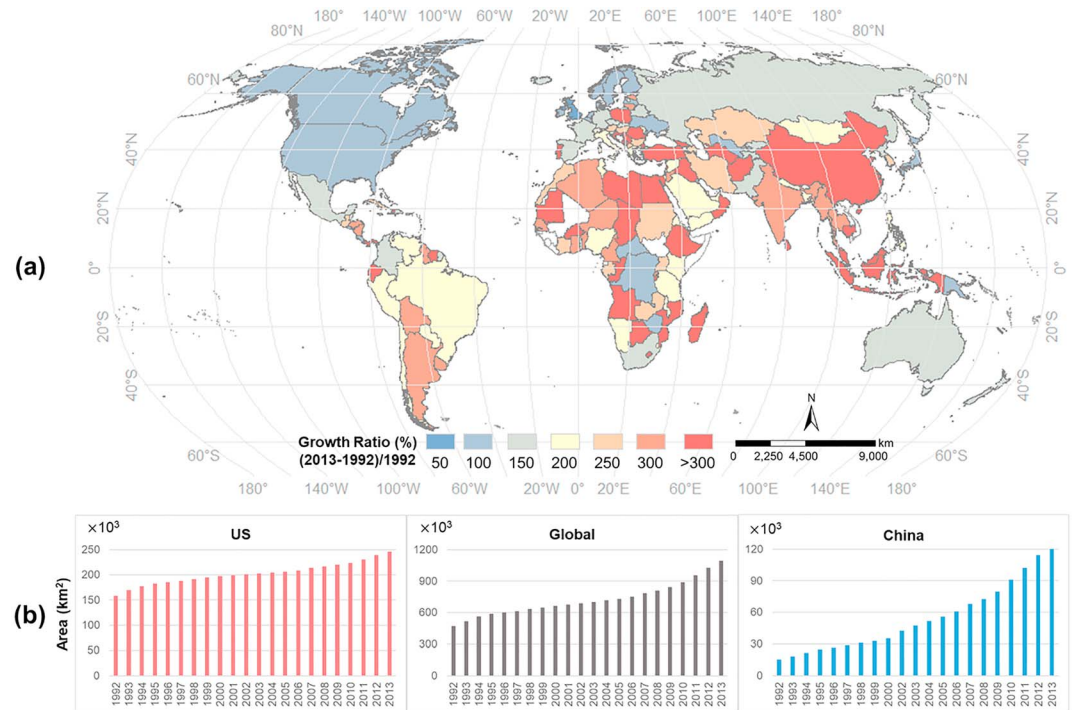 180° 140°W 100°W 60°W 20°W 20°E 60°E 100°E 140°E 180°
80°N 80°N
60°N 60°N
40°N 40°N
20°N 20°N
(a) 0° 0°
20°S 20°S
40°S 40°S
60°S 60°S
N
Growth Ratio (%)
(2013-1992)/1992
50 100 150 200 250 300 >300
km
0 2,250 4,500 9,000
180° 140°W 100°W 60°W 20°W 0° 20°E 60°E 100°E 140°E 180°
(b)
Area (km²)
×10³ US
250
200
150
100
50
0
1992 1993 1994 1995 1996 1997 1998 1999 2000 2001 2002 2003 2004 2005 2006 2007 2008 2009 2010 2011 2012 2013
×10³ Global
1200
900
600
300
0
1992 1993 1994 1995 1996 1997 1998 1999 2000 2001 2002 2003 2004 2005 2006 2007 2008 2009 2010 2011 2012 2013
×10³ China
120
90
60
30
0
1992 1993 1994 1995 1996 1997 1998 1999 2000 2002 2003 2004 2005 2006 2007 2008 2009 2010 2011 2012 2013